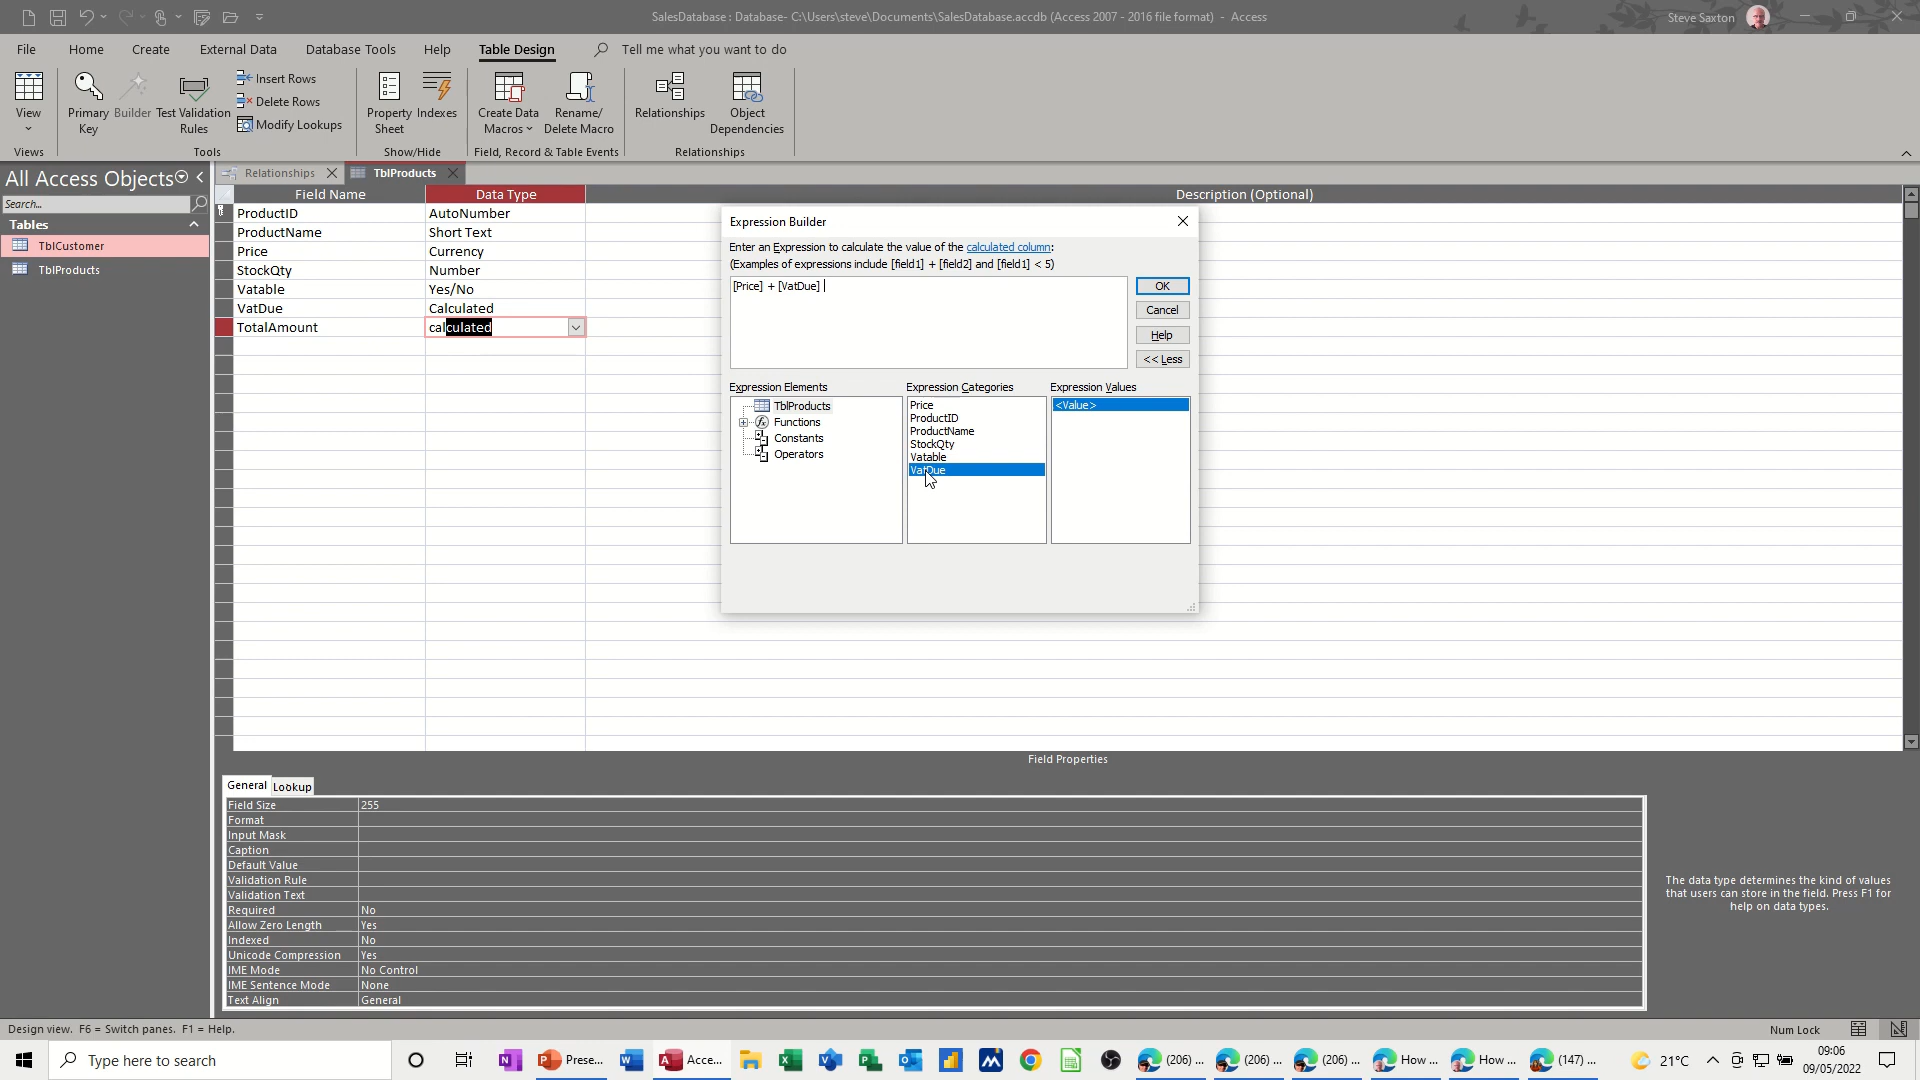 SalesDatabase : Database- C:\Users\steve\Documents\SalesDatabase.accdb (Access 2007 - 2016 file format) - Access
Steve Saxton
File
Home
Create
External Data
Database Tools
Help
Table Design
Tell me what you want to do
View
Primary Key
Builder
Test Validation Rules
Insert Rows
Delete Rows
Modify Lookups
Property Sheet
Indexes
Create Data Macros
Rename/ Delete Macro
Relationships
Object Dependencies
Views
Tools
Show/Hide
Field, Record & Table Events
Relationships
All Access Objects
Search...
Tables
TblCustomer
TblProducts
Relationships
TblProducts
Field Name
Data Type
Description (Optional)
ProductID
AutoNumber
ProductName
Short Text
Price
Currency
StockQty
Number
Vatable
Yes/No
VatDue
Calculated
TotalAmount
calculated
Expression Builder
Enter an Expression to calculate the value of the calculated column:
(Examples of expressions include [field1] + [field2] and [field1] < 5)
[Price] + [VatDue]
OK
Cancel
Help
<< Less
Expression Elements
Expression Categories
Expression Values
TblProducts
Functions
Constants
Operators
Price
ProductID
ProductName
StockQty
Vatable
VatDue
<Value>
Field Properties
General
Lookup
Field Size
255
Format
Input Mask
Caption
Default Value
Validation Rule
Validation Text
Required
No
Allow Zero Length
Yes
Indexed
No
Unicode Compression
Yes
IME Mode
No Control
IME Sentence Mode
None
Text Align
General
The data type determines the kind of values
that users can store in the field. Press F1 for
help on data types.
Design view. F6 = Switch panes. F1 = Help.
Num Lock
Type here to search
Prese...
Acce...
(206) ...
(206) ...
(206) ...
How ...
How ...
(147) ...
21°C
09:06
09/05/2022